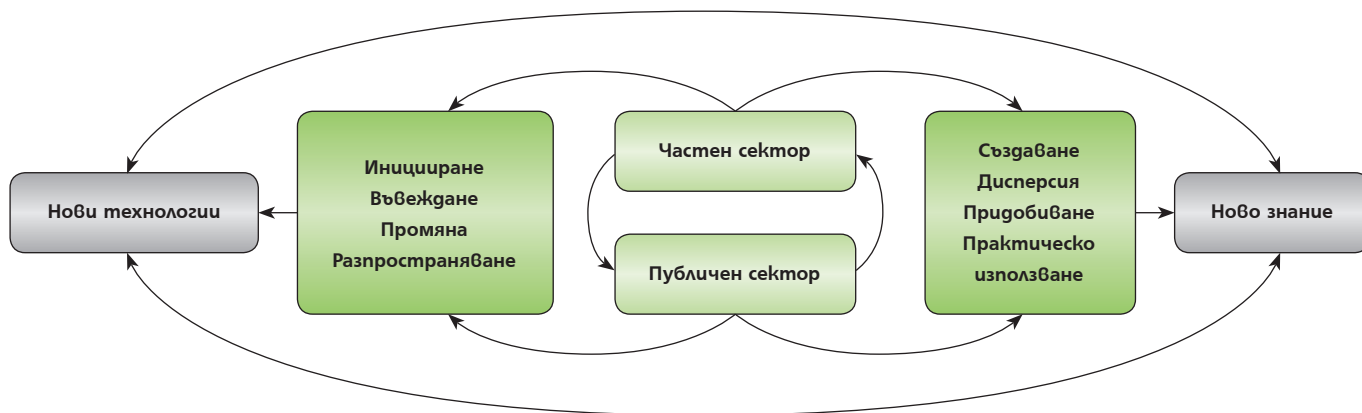 Нови технологии
Иницииране
Въвеждане
Промяна
Разпространяване
Частен сектор
Публичен сектор
Създаване
Дисперсия
Придобиване
Практическо
използване
Ново знание